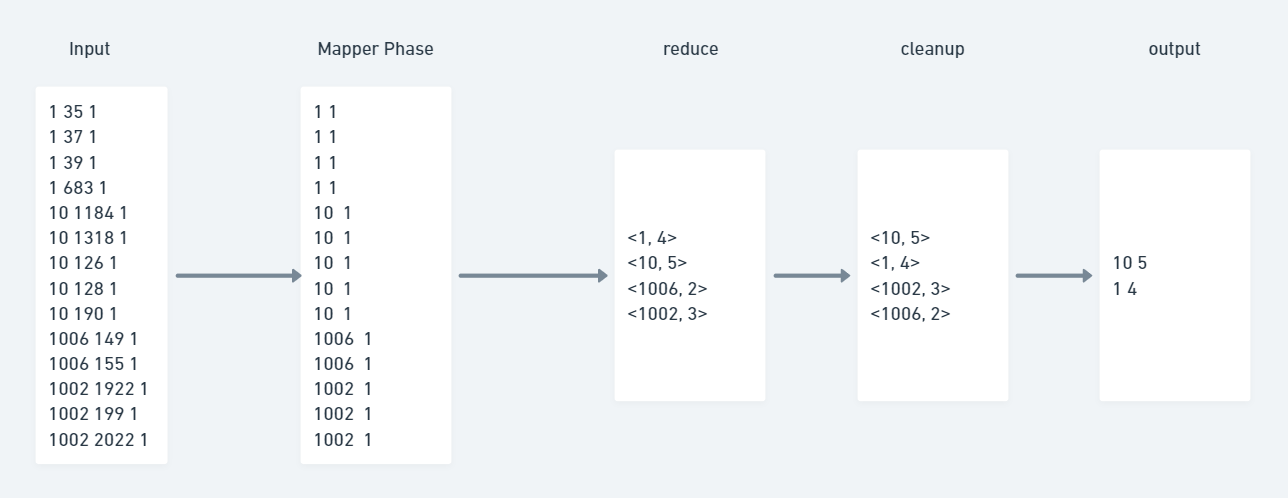 Input
Mapper Phase
reduce
cleanup
output
1 35 1
1 37 1
1 39 1
1 683 1
10 1184 1
10 1318 1
10 126 1
10 128 1
10 190 1
1006 149 1
1006 155 1
1002 1922 1
1002 199 1
1002 2022 1
1 1
1 1
1 1
1 1
10  1
10  1
10  1
10  1
10  1
1006  1
1006  1
1002  1
1002  1
1002  1
<1, 4>
<10, 5>
<1006, 2>
<1002, 3>
<10, 5>
<1, 4>
<1002, 3>
<1006, 2>
10 5
1 4